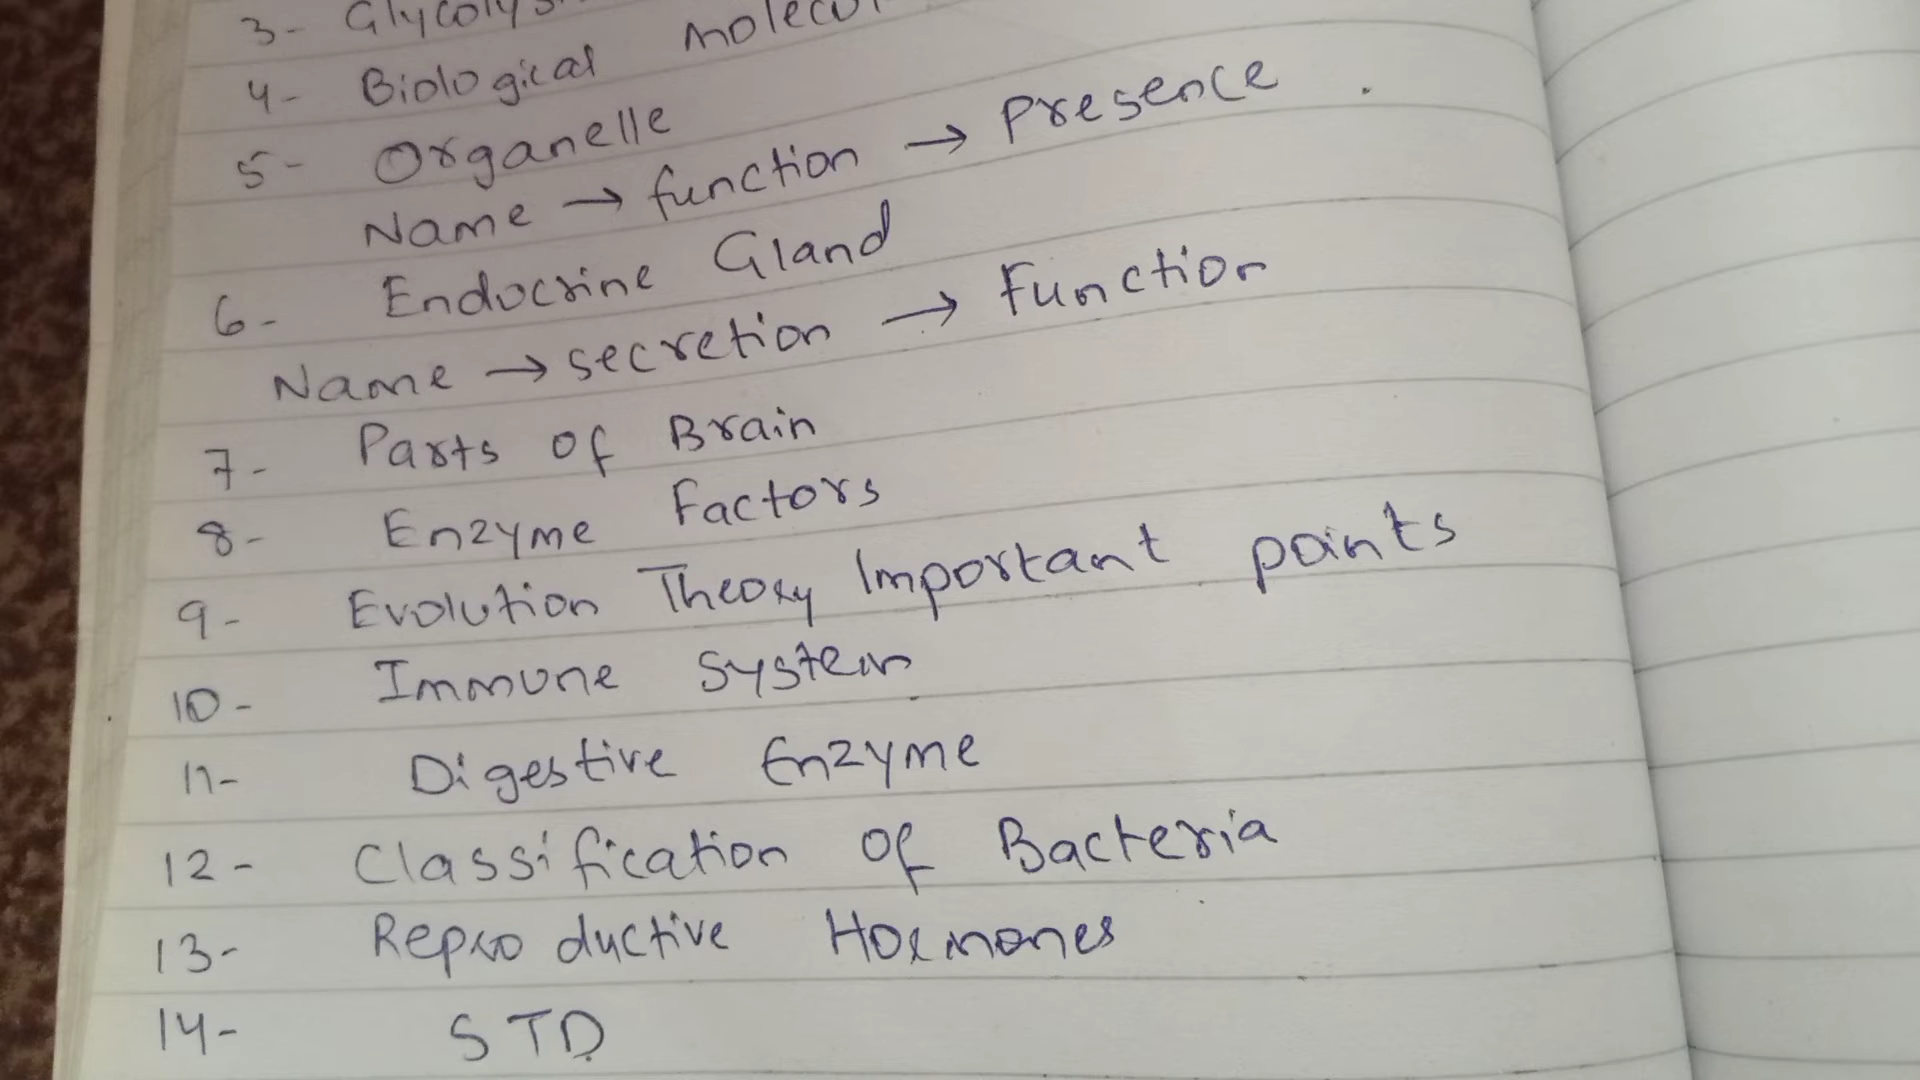 3- Glycolys
4- Biological molecul
5- Organelle
Name → function → Presence .
6- Endocrine Gland
Name → secretion → Function
7- Parts of Brain
8- Enzyme Factors
9- Evolution Theory Important points
10- Immune System
11- Digestive Enzyme
12- Classification of Bacteria
13- Reproductive Hormones
14- STD